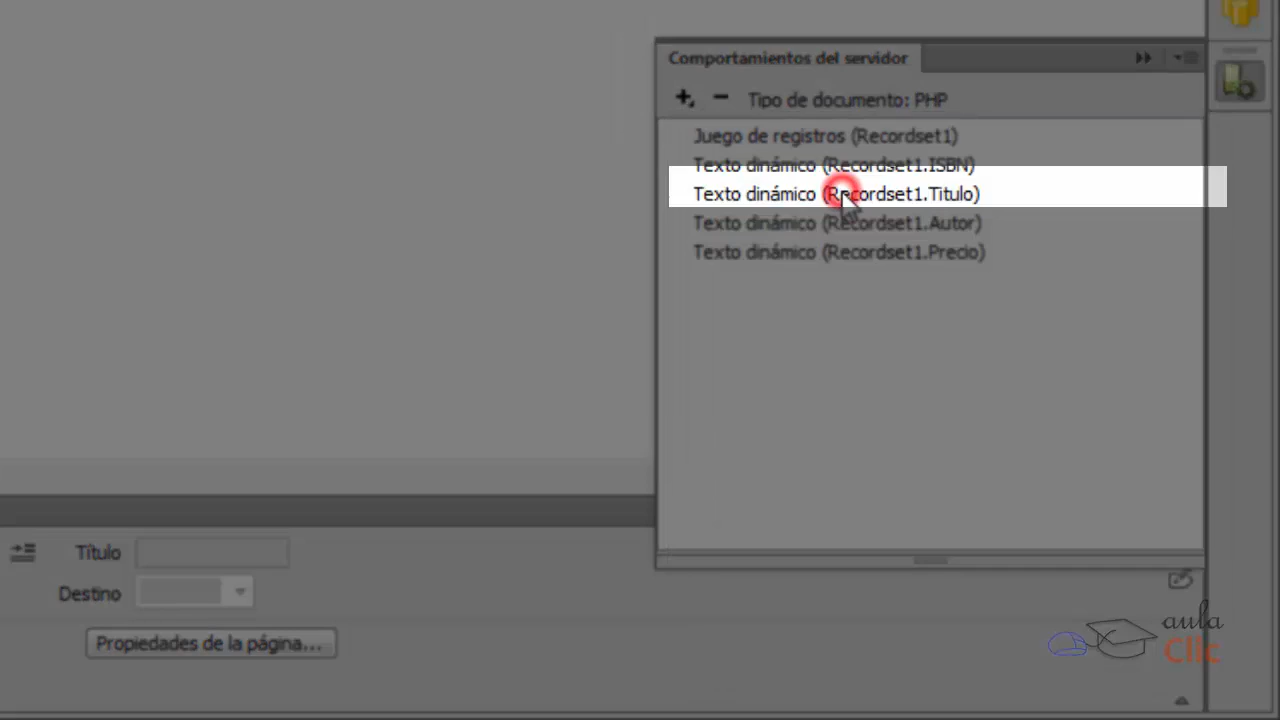 Comportamientos del servidor
Tipo de documento: PHP
Juego de registros (Recordset1)
Texto dinámico (Recordset1.ISBN)
Texto dinámico (Recordset1.Titulo)
Texto dinámico (Recordset1.Autor)
Texto dinámico (Recordset1.Precio)
Título
Destino
Propiedades de la página...
aula
Clic